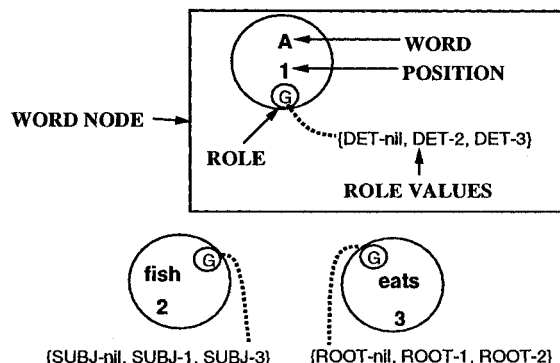 A WORD
1 POSITION
G
WORD NODE
ROLE
{DET-nil, DET-2, DET-3}
ROLE VALUES
G G
fish eats
2 3
{SUBJ-nil, SUBJ-1, SUBJ-3} {ROOT-nil, ROOT-1, ROOT-2}